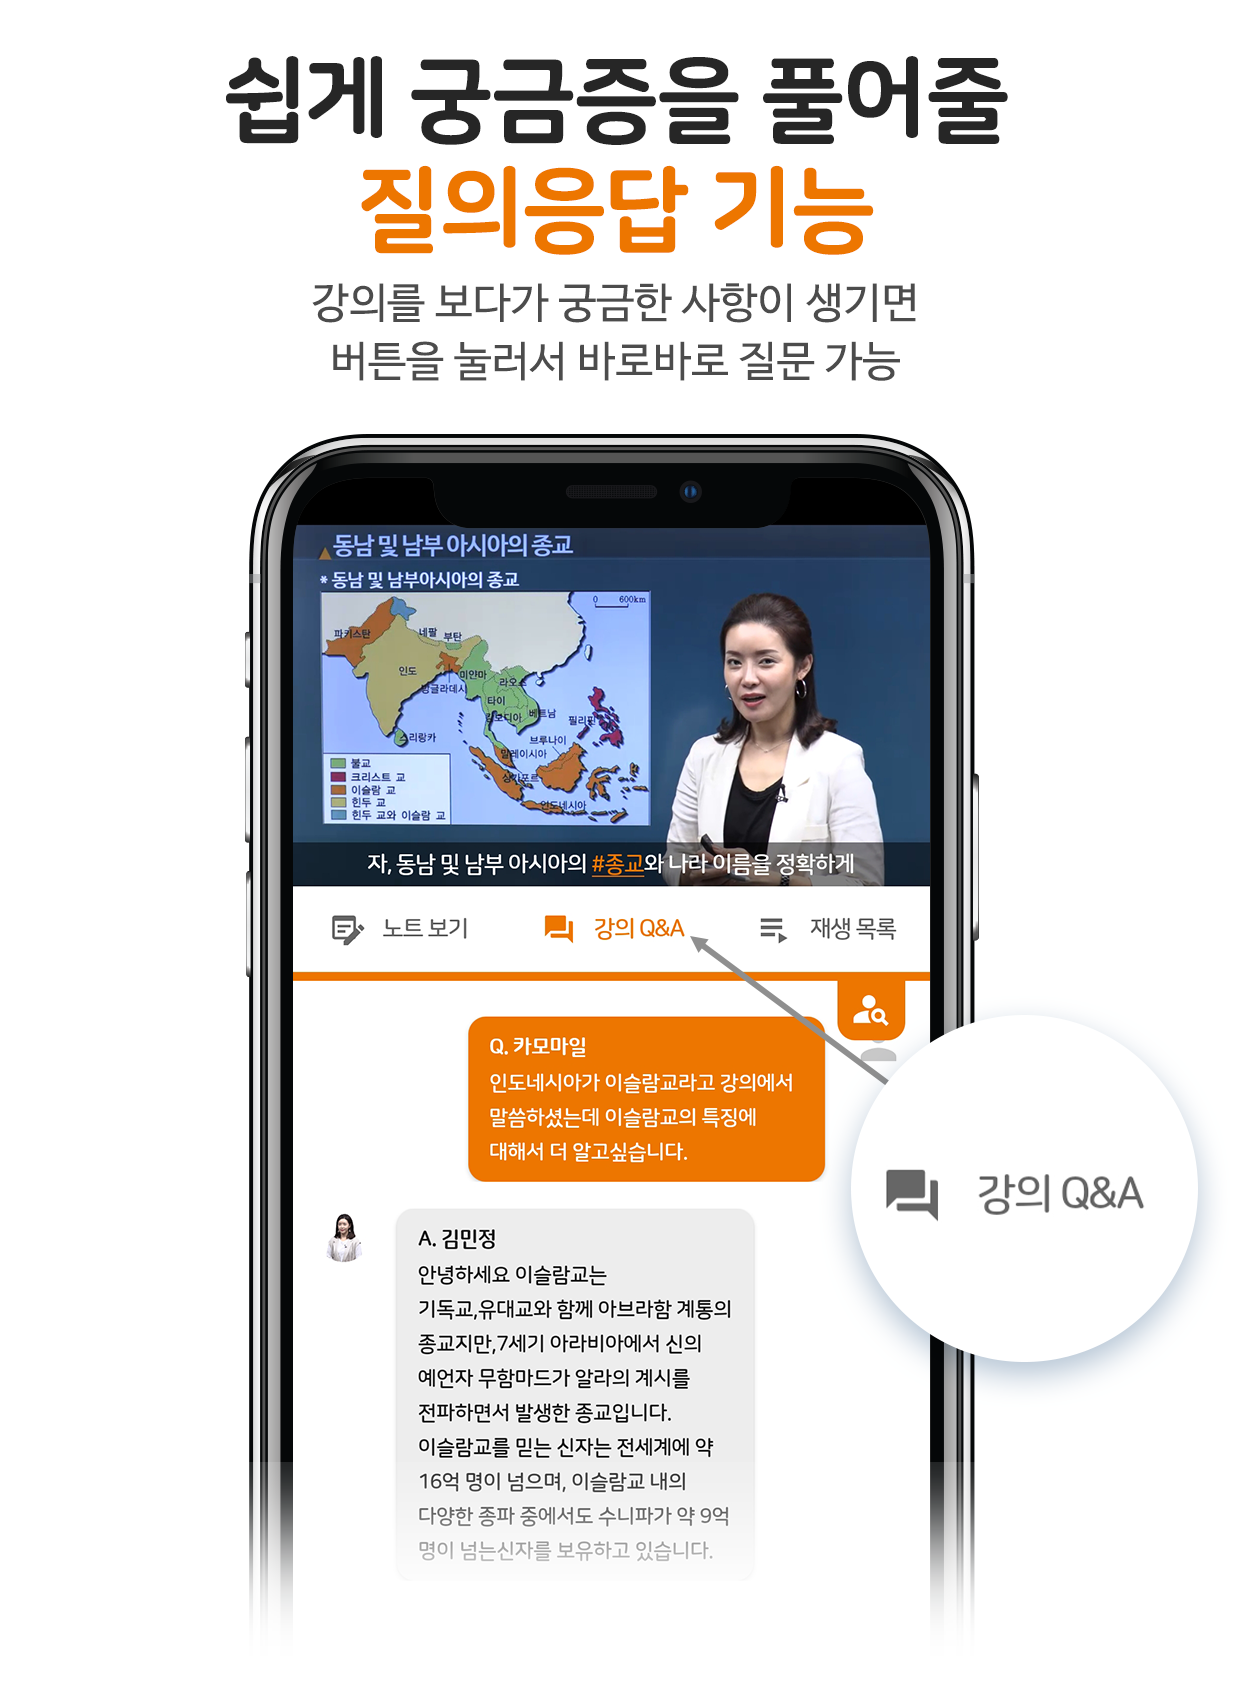 쉽게 궁금증을 풀어줄
질의응답 기능
강의를 보다가 궁금한 사항이 생기면
버튼을 눌러서 바로바로 질문 가능
동남 및 남부 아시아의 종교
* 동남 및 남부아시아의 종교
0 600km
파키스탄
네팔
부탄
인도
방글라데시
미얀마
라오스
타이
캄보디아
베트남
필리핀
스리랑카
브루나이
말레이시아
싱가포르
인도네시아
불교
크리스트 교
이슬람 교
힌두 교
힌두 교와 이슬람 교
자, 동남 및 남부 아시아의 #종교와 나라 이름을 정확하게
노트 보기
강의 Q&A
재생 목록
Q. 카모마일
인도네시아가 이슬람교라고 강의에서
말씀하셨는데 이슬람교의 특징에
대해서 더 알고싶습니다.
강의 Q&A
A. 김민정
안녕하세요 이슬람교는
기독교,유대교와 함께 아브라함 계통의
종교지만,7세기 아라비아에서 신의
예언자 무함마드가 알라의 계시를
전파하면서 발생한 종교입니다.
이슬람교를 믿는 신자는 전세계에 약
16억 명이 넘으며, 이슬람교 내의
다양한 종파 중에서도 수니파가 약 9억
명이 넘는신자를 보유하고 있습니다.